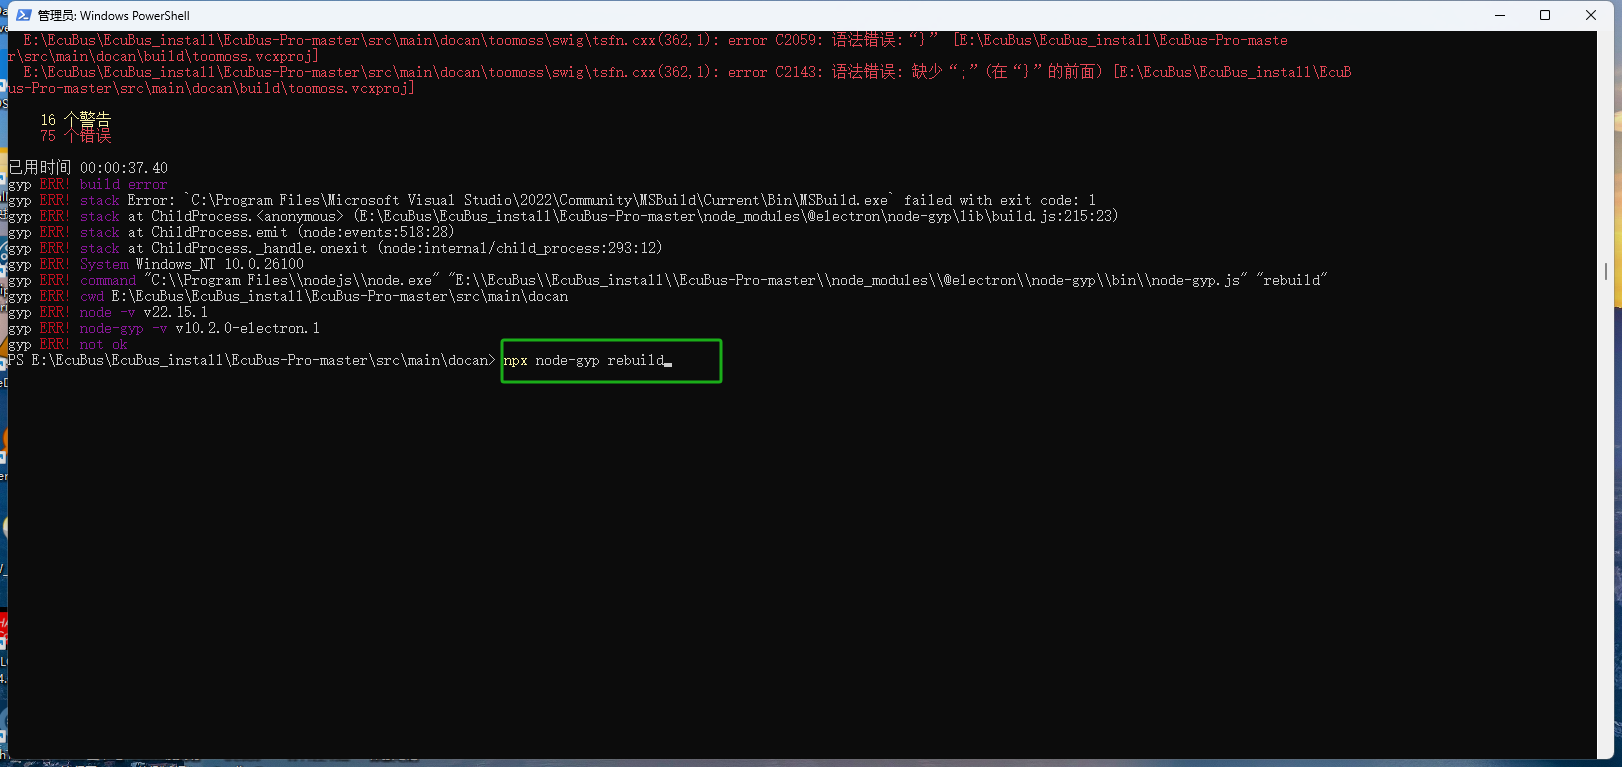 管理员: Windows PowerShell
E:\EcuBus\EcuBus_install\EcuBus-Pro-master\src\main\docan\toomoss\swig\tsfn.cxx(362,1): error C2059: 语法错误:“}” [E:\EcuBus\EcuBus_install\EcuBus-Pro-maste
r\src\main\docan\build\toomoss.vcxproj]
E:\EcuBus\EcuBus_install\EcuBus-Pro-master\src\main\docan\toomoss\swig\tsfn.cxx(362,1): error C2143: 语法错误: 缺少“;”(在“}”的前面) [E:\EcuBus\EcuBus_install\EcuB
us-Pro-master\src\main\docan\build\toomoss.vcxproj]
16 个警告
75 个错误
已用时间 00:00:37.40
gyp ERR! build error
gyp ERR! stack Error: `C:\Program Files\Microsoft Visual Studio\2022\Community\MSBuild\Current\Bin\MSBuild.exe` failed with exit code: 1
gyp ERR! stack at ChildProcess.<anonymous> (E:\EcuBus\EcuBus_install\EcuBus-Pro-master\node_modules\@electron\node-gyp\lib\build.js:215:23)
gyp ERR! stack at ChildProcess.emit (node:events:518:28)
gyp ERR! stack at ChildProcess._handle.onexit (node:internal/child_process:293:12)
gyp ERR! System Windows_NT 10.0.26100
gyp ERR! command "C:\\Program Files\\nodejs\\node.exe" "E:\\EcuBus\\EcuBus_install\\EcuBus-Pro-master\\node_modules\\@electron\\node-gyp\\bin\\node-gyp.js" "rebuild"
gyp ERR! cwd E:\EcuBus\EcuBus_install\EcuBus-Pro-master\src\main\docan
gyp ERR! node -v v22.15.1
gyp ERR! node-gyp -v v10.2.0-electron.1
gyp ERR! not ok
PS E:\EcuBus\EcuBus_install\EcuBus-Pro-master\src\main\docan> npx node-gyp rebuild_